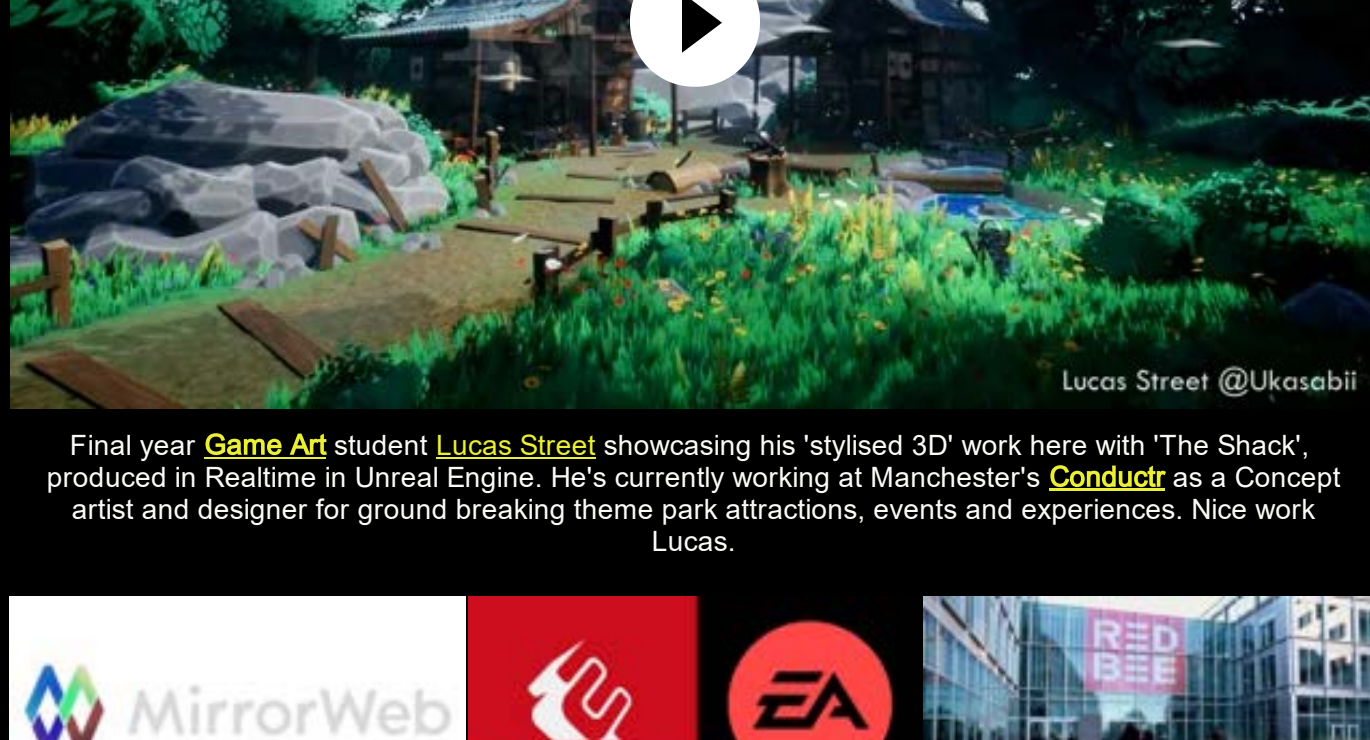 Lucas Street @Ukasabii
Final year Game Art student Lucas Street showcasing his 'stylised 3D' work here with 'The Shack',
produced in Realtime in Unreal Engine. He's currently working at Manchester's Conductr as a Concept
artist and designer for ground breaking theme park attractions, events and experiences. Nice work
Lucas.
MirrorWeb
EA
RED
BEE